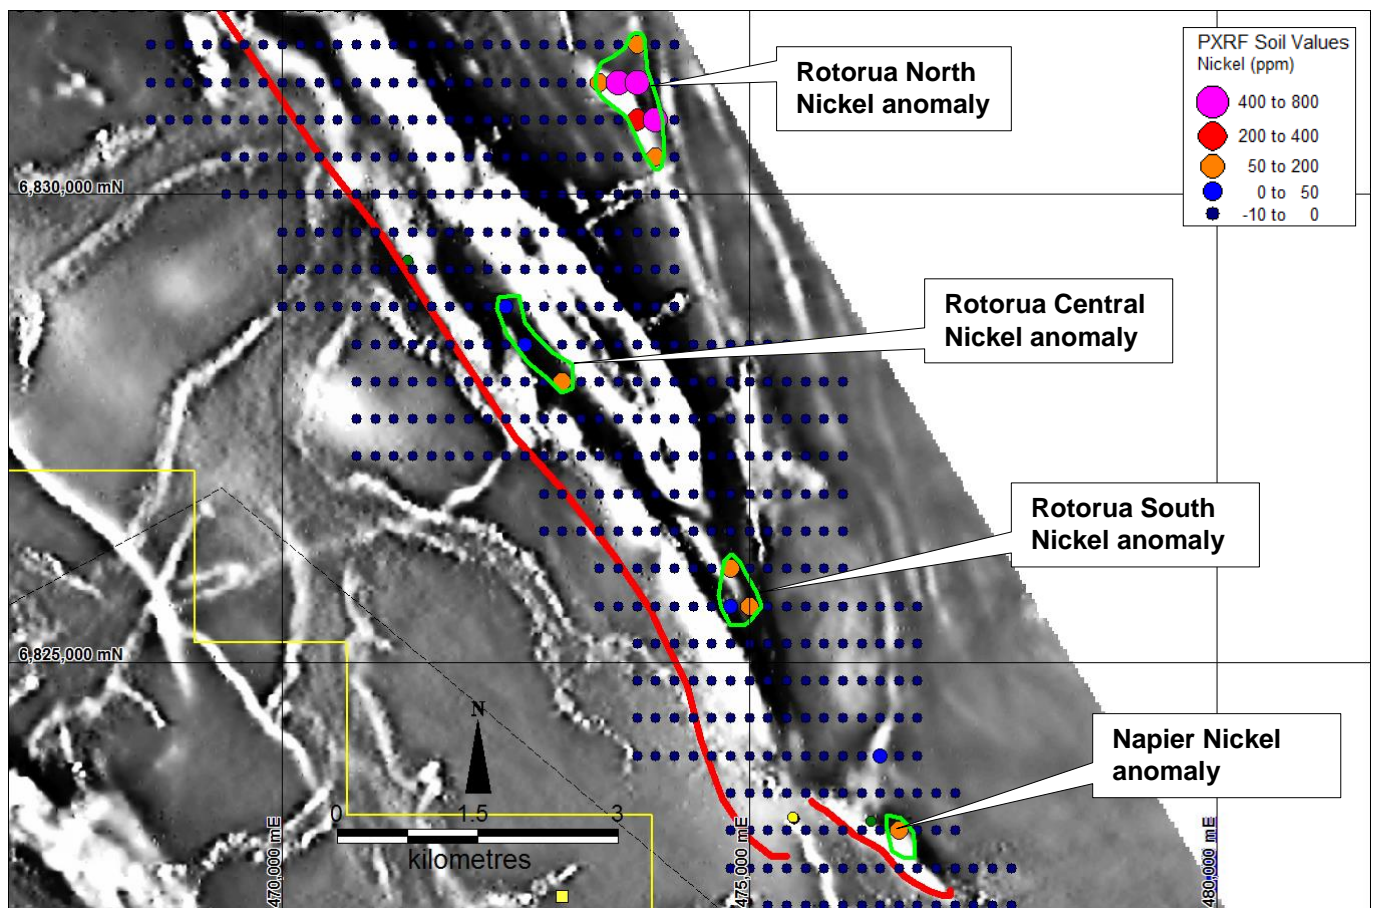 PXRF Soil Values
Nickel (ppm)
400 to 800
200 to 400
50 to 200
0 to 50
-10 to 0
Rotorua North
Nickel anomaly
6,830,000 mN
Rotorua Central
Nickel anomaly
Rotorua South
Nickel anomaly
6,825,000 mN
N
Napier Nickel
anomaly
0 1.5 3
kilometres
470,000 mE
475,000 mE
480,000 mE